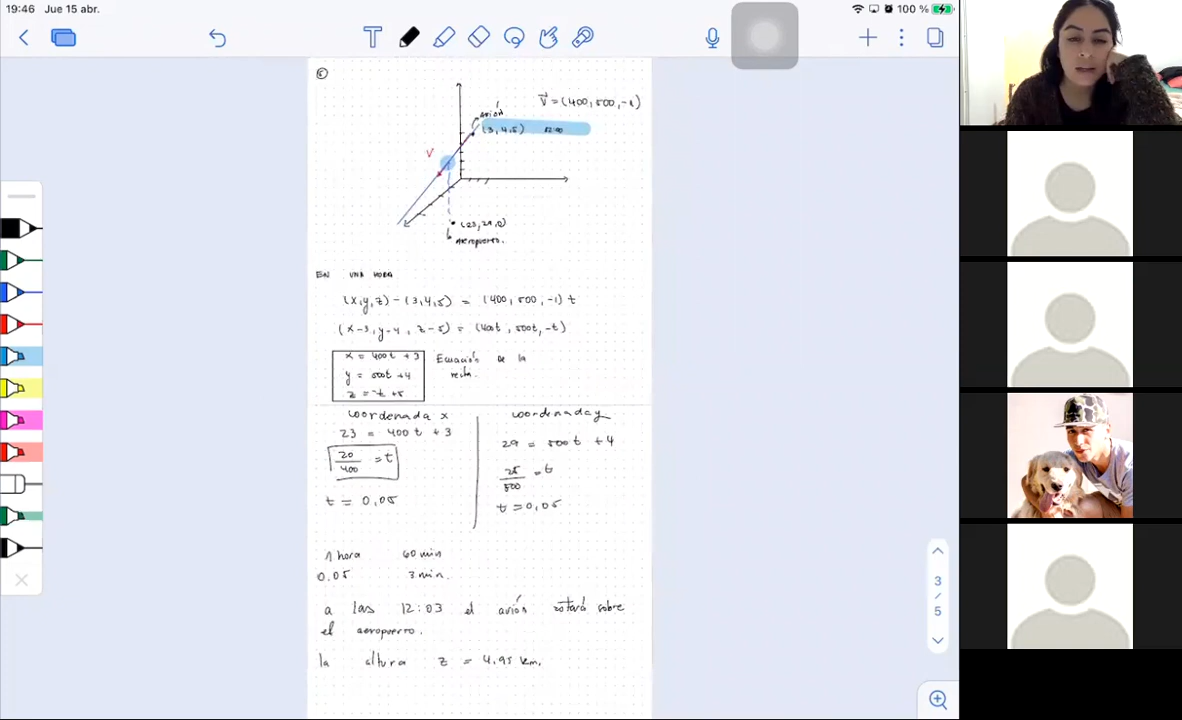 19:46 Jue 15 abr.
100 %
5
V = (400, 500, -1)
avión
(3, 4, 5) 12:00
V
(23, 29, 0)
aeropuerto.
EN UNA HORA
(x, y, z) - (3, 4, 5) = (400, 500, -1) t
(x-3, y-4, z-5) = (400t, 500t, -t)
x = 400t + 3
y = 500t + 4
z = -t + 5
Ecuación de la
recta.
coordenada x
23 = 400 t + 3
20/400 = t
t = 0,05
coordenada y
29 = 500t + 4
25/500 = t
t = 0,05
1 hora 60 min
0.05 3 min.
a las 12:03 el avión estará sobre
el aeropuerto.
la altura z = 4.95 km.
3
/
5